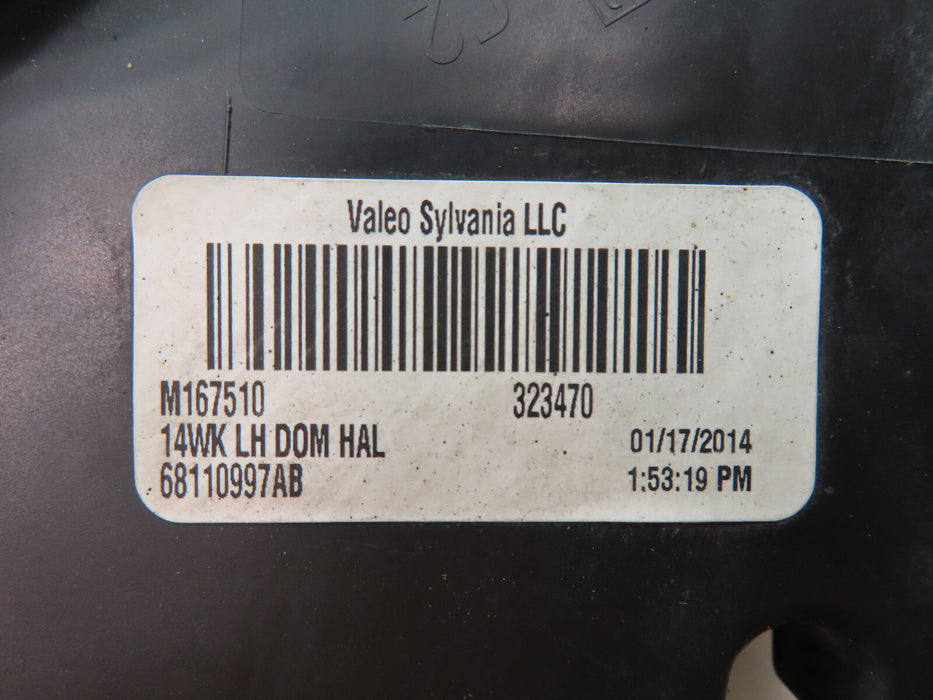 Valeo Sylvania LLC
M167510 323470
14WK LH DOM HAL 01/17/2014
68110997AB 1:53:19 PM